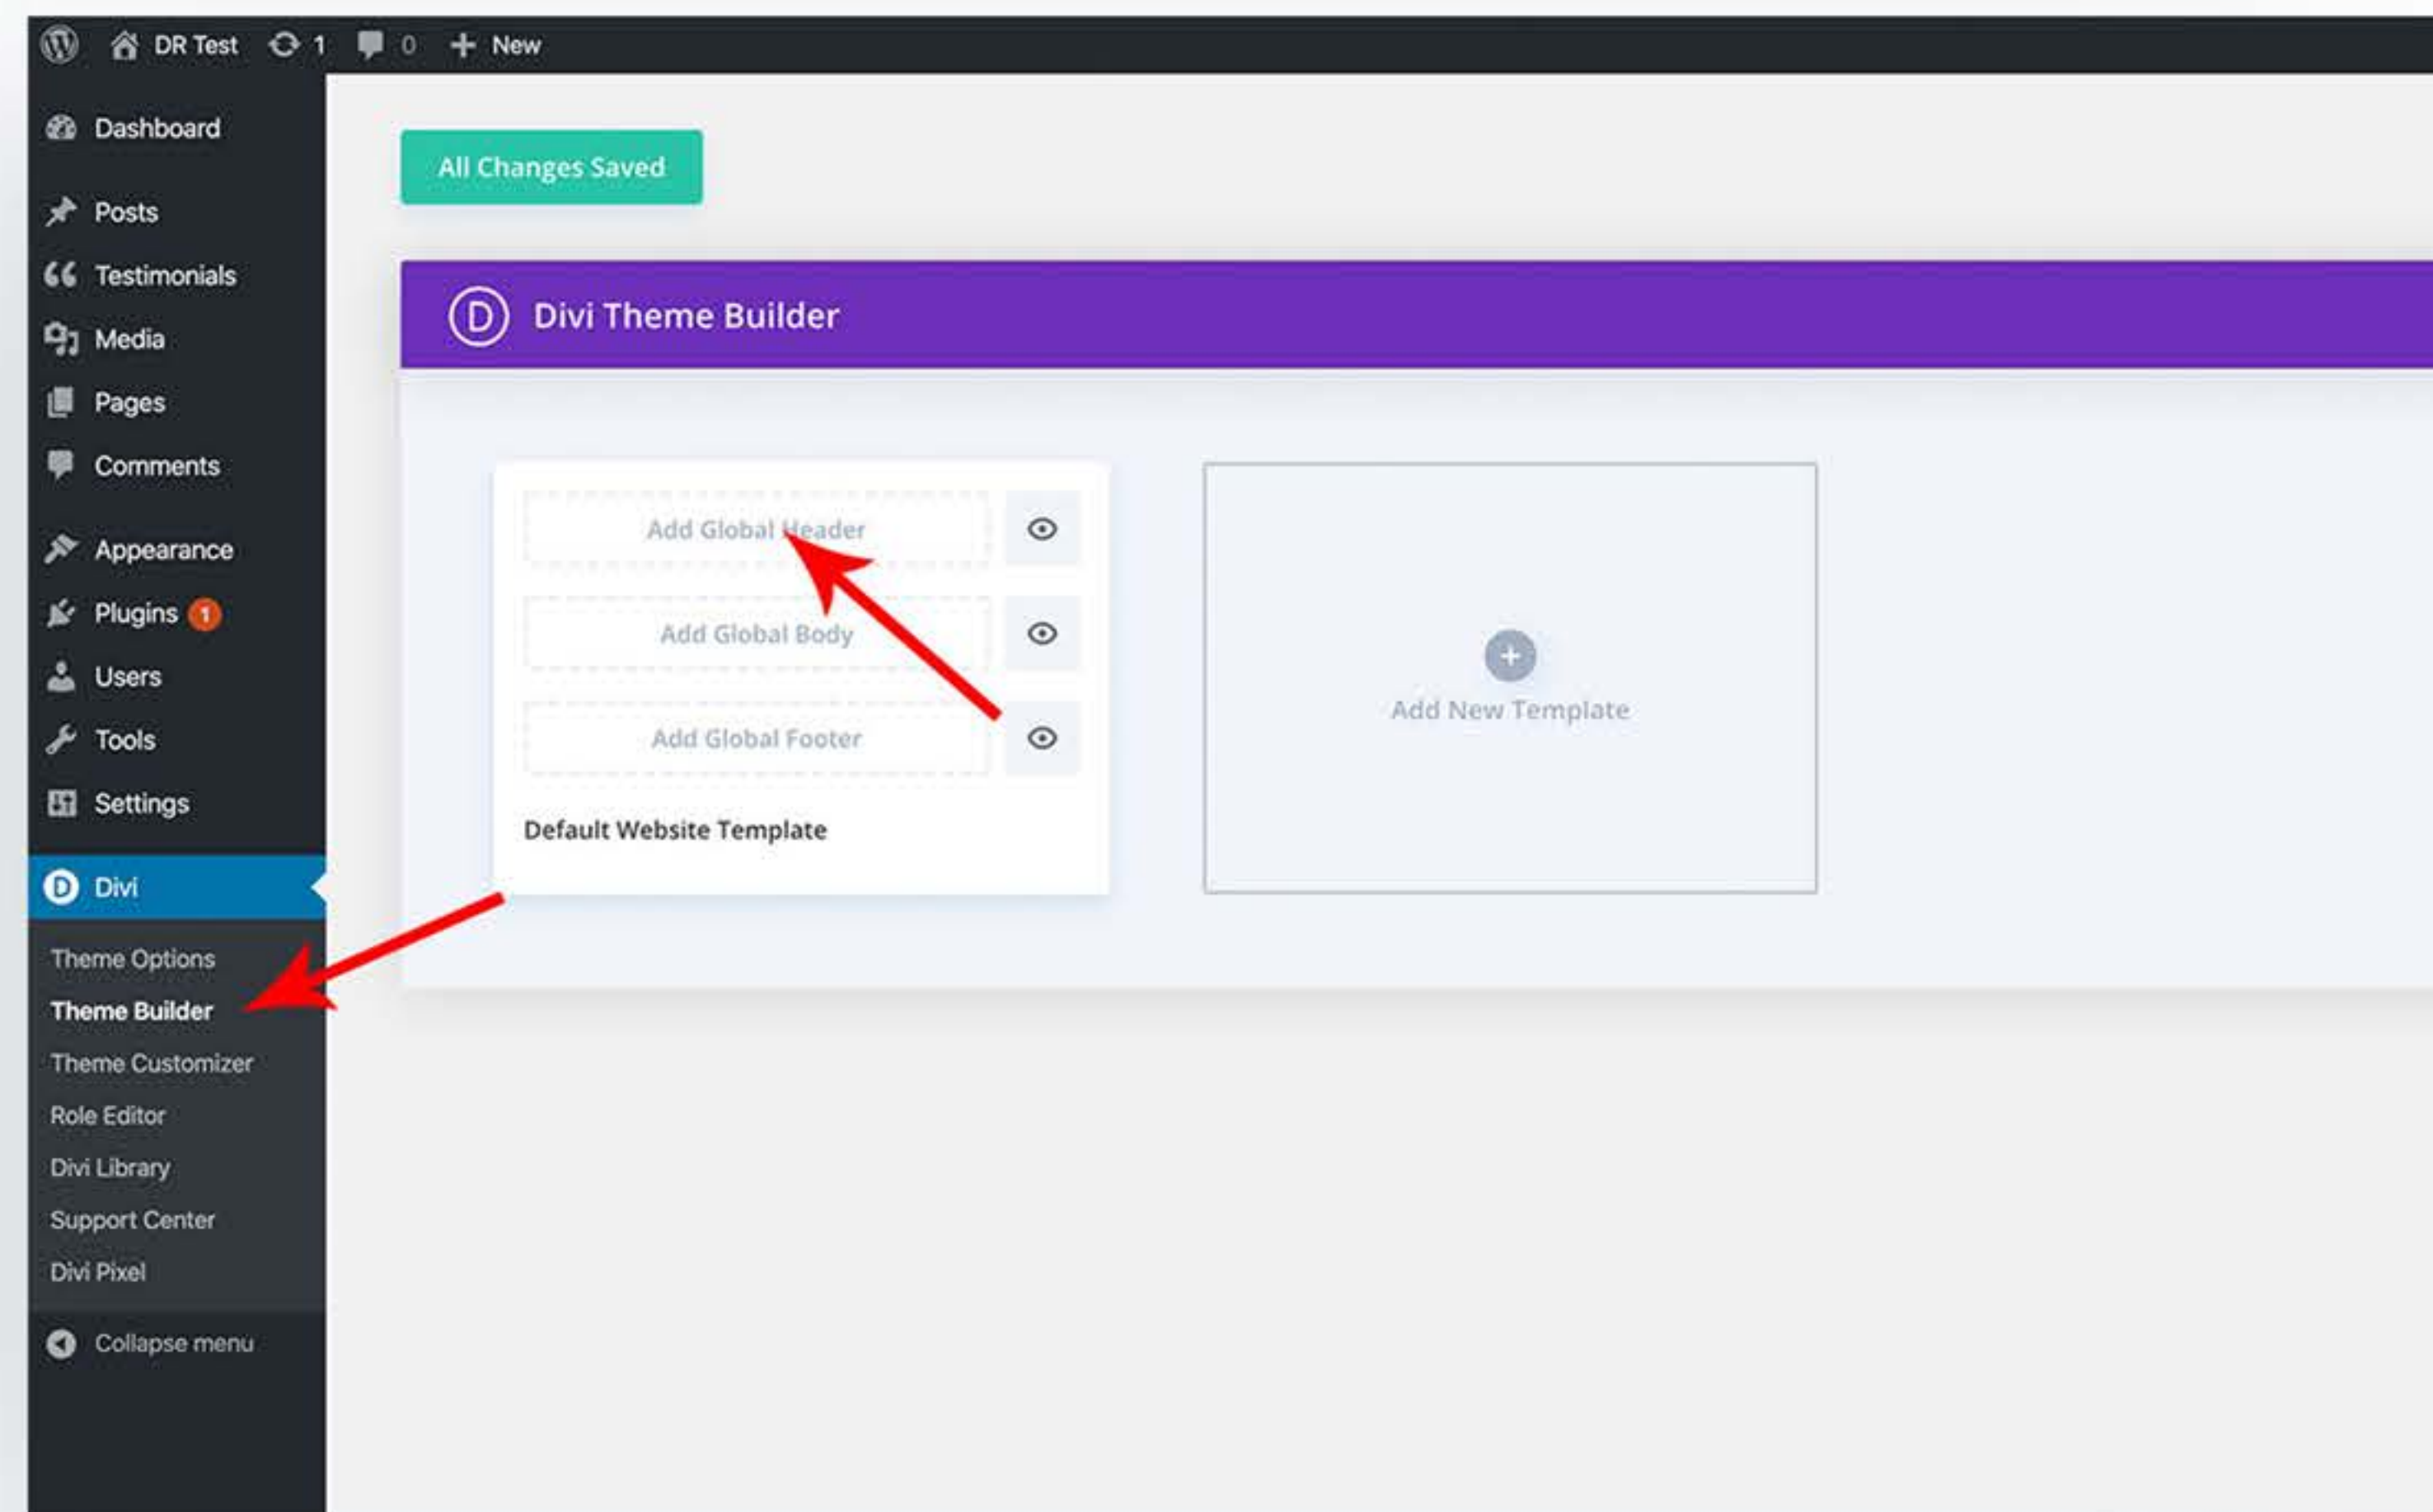 DR Test 1 0 New
Dashboard
Posts
Testimonials
Media
Pages
Comments
Appearance
Plugins 1
Users
Tools
Settings
Divi
Theme Options
Theme Builder
Theme Customizer
Role Editor
Divi Library
Support Center
Divi Pixel
Collapse menu
All Changes Saved
D Divi Theme Builder
Add Global Header
Add Global Body
Add Global Footer
Default Website Template
Add New Template